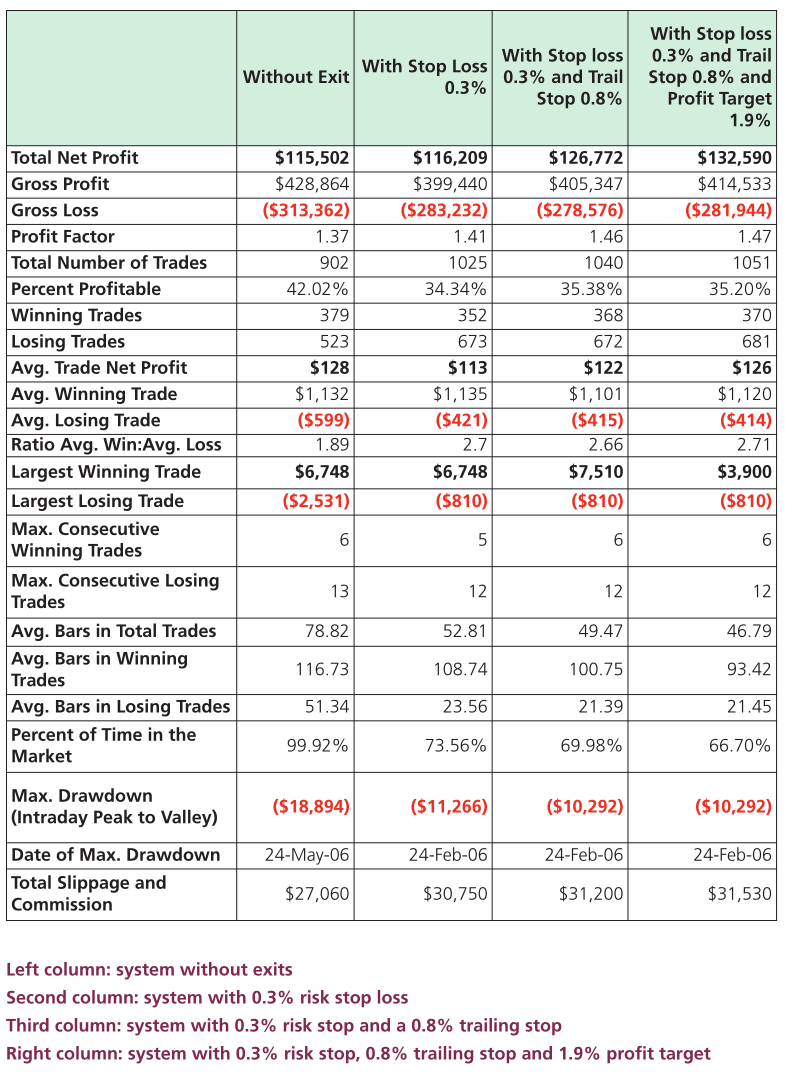 Without Exit
With Stop Loss
0.3%
With Stop loss
0.3% and Trail
Stop 0.8%
With Stop loss
0.3% and Trail
Stop 0.8% and
Profit Target
1.9%
Total Net Profit $115,502 $116,209 $126,772 $132,590
Gross Profit $428,864 $399,440 $405,347 $414,533
Gross Loss ($313,362) ($283,232) ($278,576) ($281,944)
Profit Factor 1.37 1.41 1.46 1.47
Total Number of Trades 902 1025 1040 1051
Percent Profitable 42.02% 34.34% 35.38% 35.20%
Winning Trades 379 352 368 370
Losing Trades 523 673 672 681
Avg. Trade Net Profit $128 $113 $122 $126
Avg. Winning Trade $1,132 $1,135 $1,101 $1,120
Avg. Losing Trade ($599) ($421) ($415) ($414)
Ratio Avg. Win:Avg. Loss 1.89 2.7 2.66 2.71
Largest Winning Trade $6,748 $6,748 $7,510 $3,900
Largest Losing Trade ($2,531) ($810) ($810) ($810)
Max. Consecutive
Winning Trades 6 5 6 6
Max. Consecutive Losing
Trades 13 12 12 12
Avg. Bars in Total Trades 78.82 52.81 49.47 46.79
Avg. Bars in Winning
Trades 116.73 108.74 100.75 93.42
Avg. Bars in Losing Trades 51.34 23.56 21.39 21.45
Percent of Time in the
Market 99.92% 73.56% 69.98% 66.70%
Max. Drawdown
(Intraday Peak to Valley) ($18,894) ($11,266) ($10,292) ($10,292)
Date of Max. Drawdown 24-May-06 24-Feb-06 24-Feb-06 24-Feb-06
Total Slippage and
Commission $27,060 $30,750 $31,200 $31,530
Left column: system without exits
Second column: system with 0.3% risk stop loss
Third column: system with 0.3% risk stop and a 0.8% trailing stop
Right column: system with 0.3% risk stop, 0.8% trailing stop and 1.9% profit target